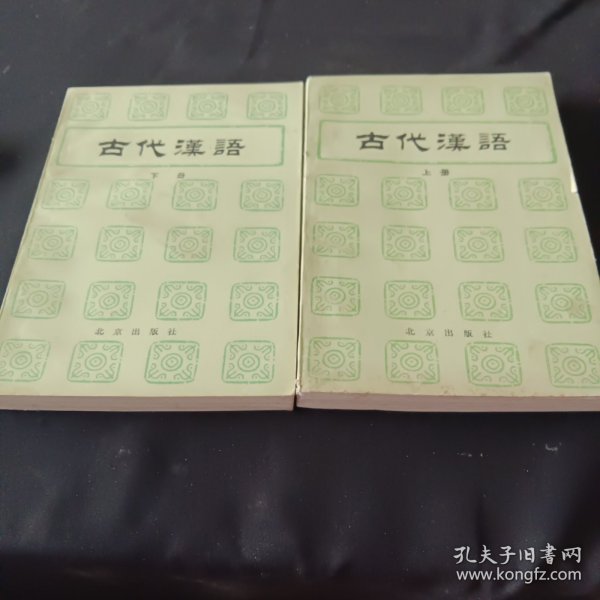 古代漢語
下册
北京出版社
古代漢語
上册
北京出版社
孔夫子旧书网
www.kongfz.com